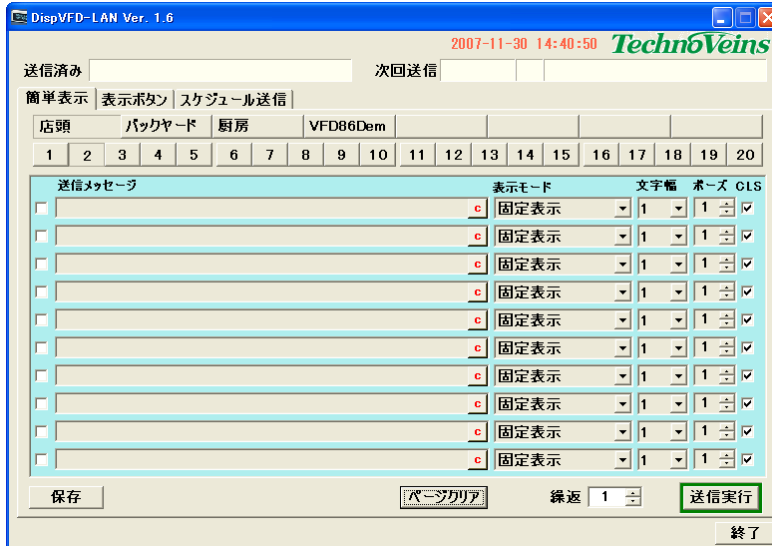 DispVFD-LAN Ver. 1.6
2007-11-30 14:40:50 TechnoVeins
送信済み 次回送信
簡単表示 表示ボタン スケジュール送信
店頭 バックヤード 厨房 VFD86Dem
1 2 3 4 5 6 7 8 9 10 11 12 13 14 15 16 17 18 19 20
送信メッセージ 表示モード 文字幅 ポーズ CLS
c 固定表示 1 1
c 固定表示 1 1
c 固定表示 1 1
c 固定表示 1 1
c 固定表示 1 1
c 固定表示 1 1
c 固定表示 1 1
c 固定表示 1 1
c 固定表示 1 1
c 固定表示 1 1
保存 ページクリア 繰返 1 送信実行
終了